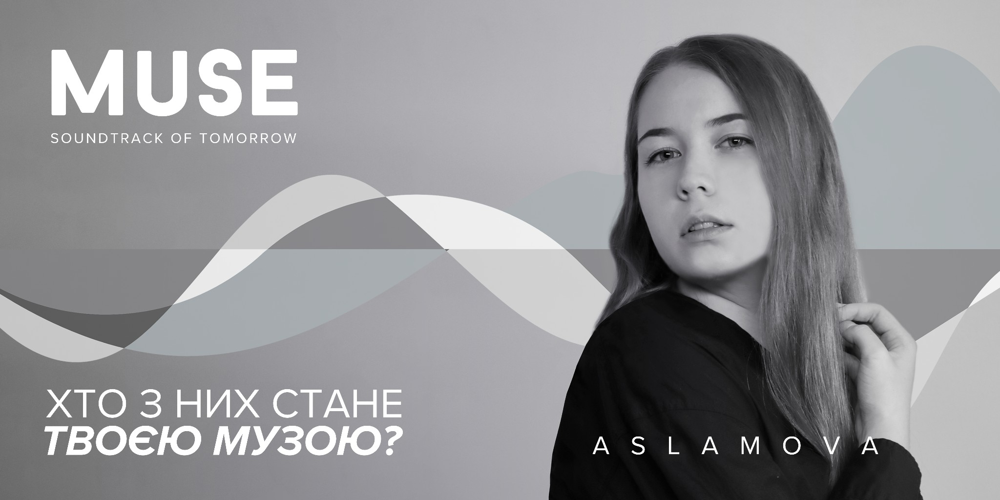 MUSE
SOUNDTRACK OF TOMORROW
ХТО З НИХ СТАНЕ
ТВОЄЮ МУЗОЮ?
ASLAMOVA